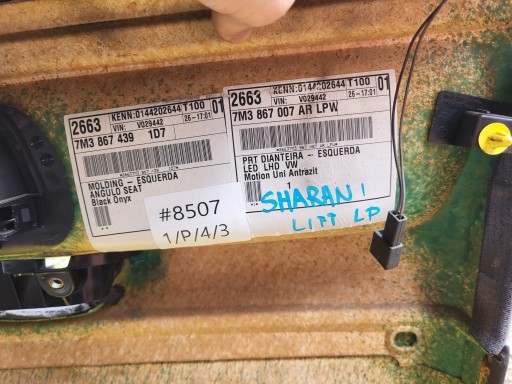 2663 KENN:0144202644 T100 01
VIN: V029442 26-17:01
7M3 867 439 1D7
MOLDING - ESQUERDA
ANGULO SEAT
Black Onyx
2663 KENN:0144202644 T100 01
VIN: V029442 26-17:01
7M3 867 007 AR LPW
PRT DIANTEIRA - ESQUERDA
LED LHD VW
Motion Uni Antrazit
1
#8507
1/P/4/3
SHARAN I
LIFT LP